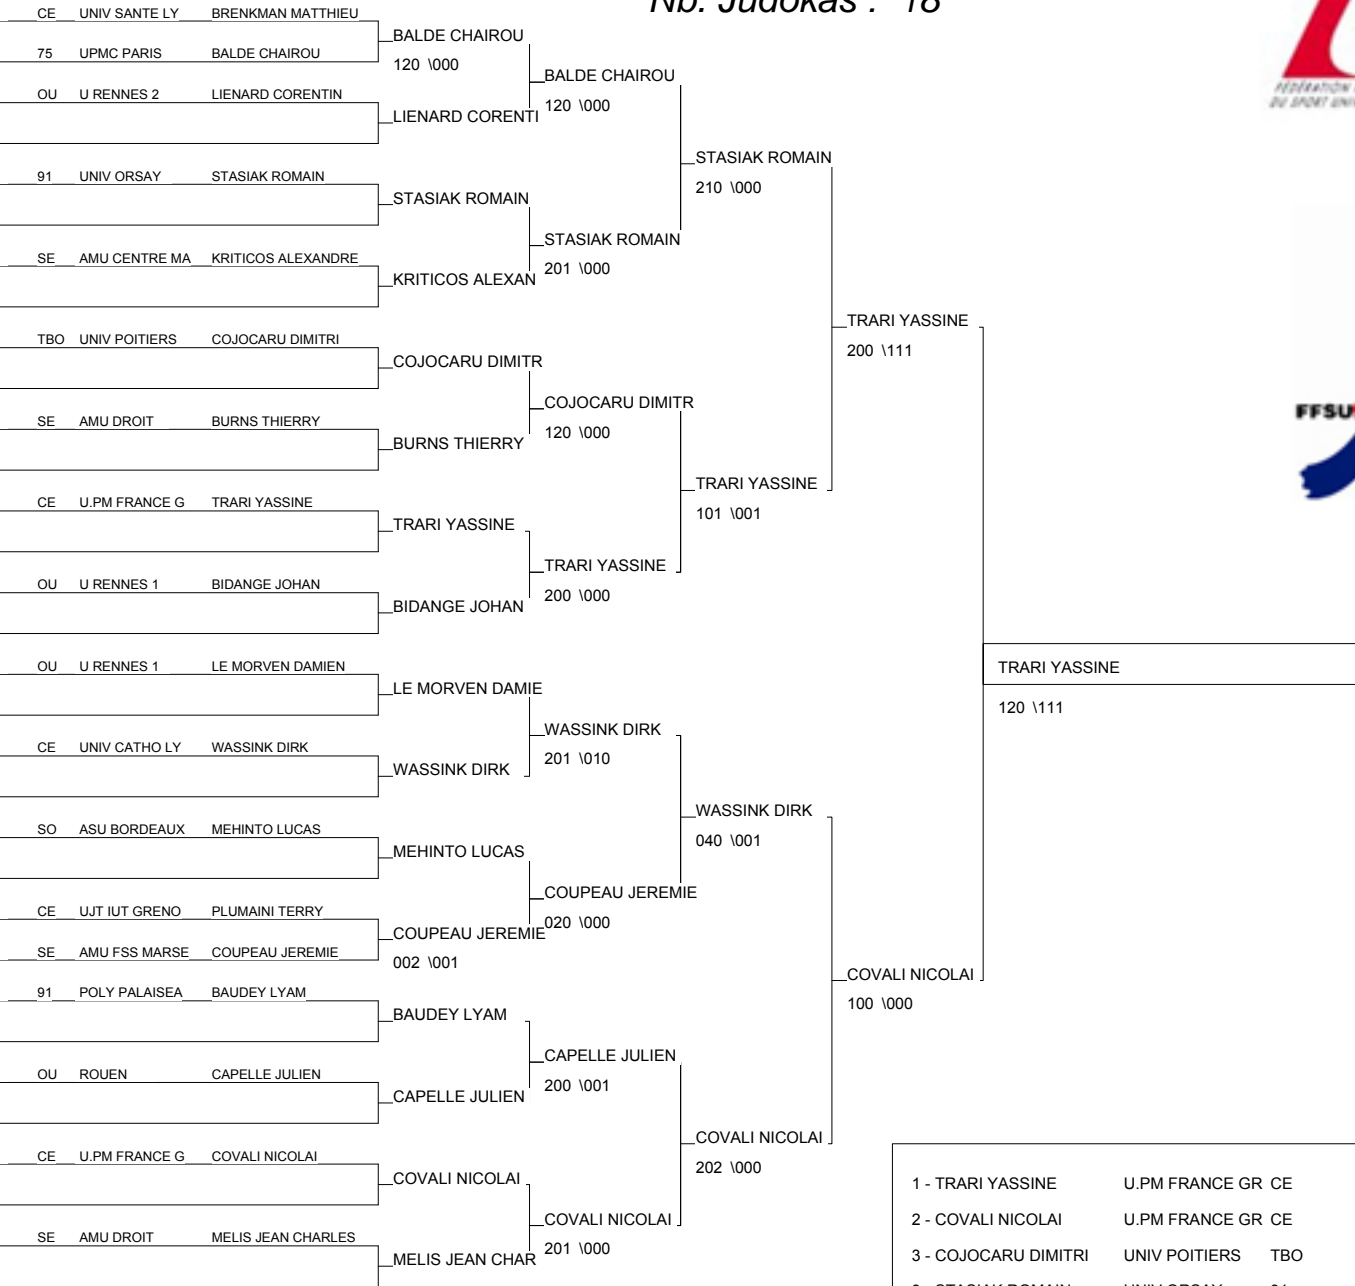 Nb. Judokas : 18
CE UNIV SANTE LY BRENKMAN MATTHIEU
BALDE CHAIROU
75 UPMC PARIS BALDE CHAIROU
120 \000
BALDE CHAIROU
OU U RENNES 2 LIENARD CORENTIN
120 \000
LIENARD CORENTI
STASIAK ROMAIN
91 UNIV ORSAY STASIAK ROMAIN
210 \000
STASIAK ROMAIN
STASIAK ROMAIN
SE AMU CENTRE MA KRITICOS ALEXANDRE
201 \000
KRITICOS ALEXAN
TRARI YASSINE
TBO UNIV POITIERS COJOCARU DIMITRI
200 \111
COJOCARU DIMITR
COJOCARU DIMITR
FFSU
SE AMU DROIT BURNS THIERRY
120 \000
BURNS THIERRY
TRARI YASSINE
CE U.PM FRANCE G TRARI YASSINE
101 \001
TRARI YASSINE
TRARI YASSINE
OU U RENNES 1 BIDANGE JOHAN
200 \000
BIDANGE JOHAN
OU U RENNES 1 LE MORVEN DAMIEN
TRARI YASSINE
LE MORVEN DAMIE
120 \111
WASSINK DIRK
CE UNIV CATHO LY WASSINK DIRK
201 \010
WASSINK DIRK
WASSINK DIRK
SO ASU BORDEAUX MEHINTO LUCAS
040 \001
MEHINTO LUCAS
COUPEAU JEREMIE
CE UJT IUT GRENO PLUMAINI TERRY
020 \000
COUPEAU JEREMIE
SE AMU FSS MARSE COUPEAU JEREMIE
002 \001
COVALI NICOLAI
91 POLY PALAISEA BAUDEY LYAM
100 \000
BAUDEY LYAM
CAPELLE JULIEN
OU ROUEN CAPELLE JULIEN
200 \001
CAPELLE JULIEN
COVALI NICOLAI
CE U.PM FRANCE G COVALI NICOLAI
202 \000
COVALI NICOLAI
COVALI NICOLAI
SE AMU DROIT MELIS JEAN CHARLES
201 \000
MELIS JEAN CHAR
1 - TRARI YASSINE U.PM FRANCE GR CE
2 - COVALI NICOLAI U.PM FRANCE GR CE
3 - COJOCARU DIMITRI UNIV POITIERS TBO